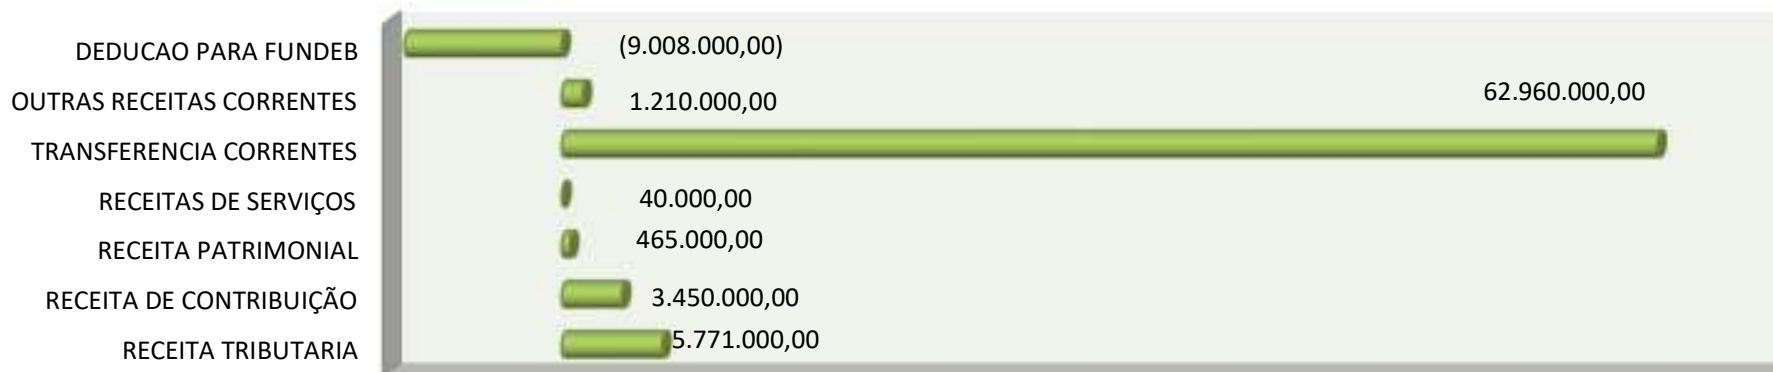 DEDUCAO PARA FUNDEB (9.008.000,00)
OUTRAS RECEITAS CORRENTES 1.210.000,00
TRANSFERENCIA CORRENTES 62.960.000,00
RECEITAS DE SERVIÇOS 40.000,00
RECEITA PATRIMONIAL 465.000,00
RECEITA DE CONTRIBUIÇÃO 3.450.000,00
RECEITA TRIBUTARIA 5.771.000,00